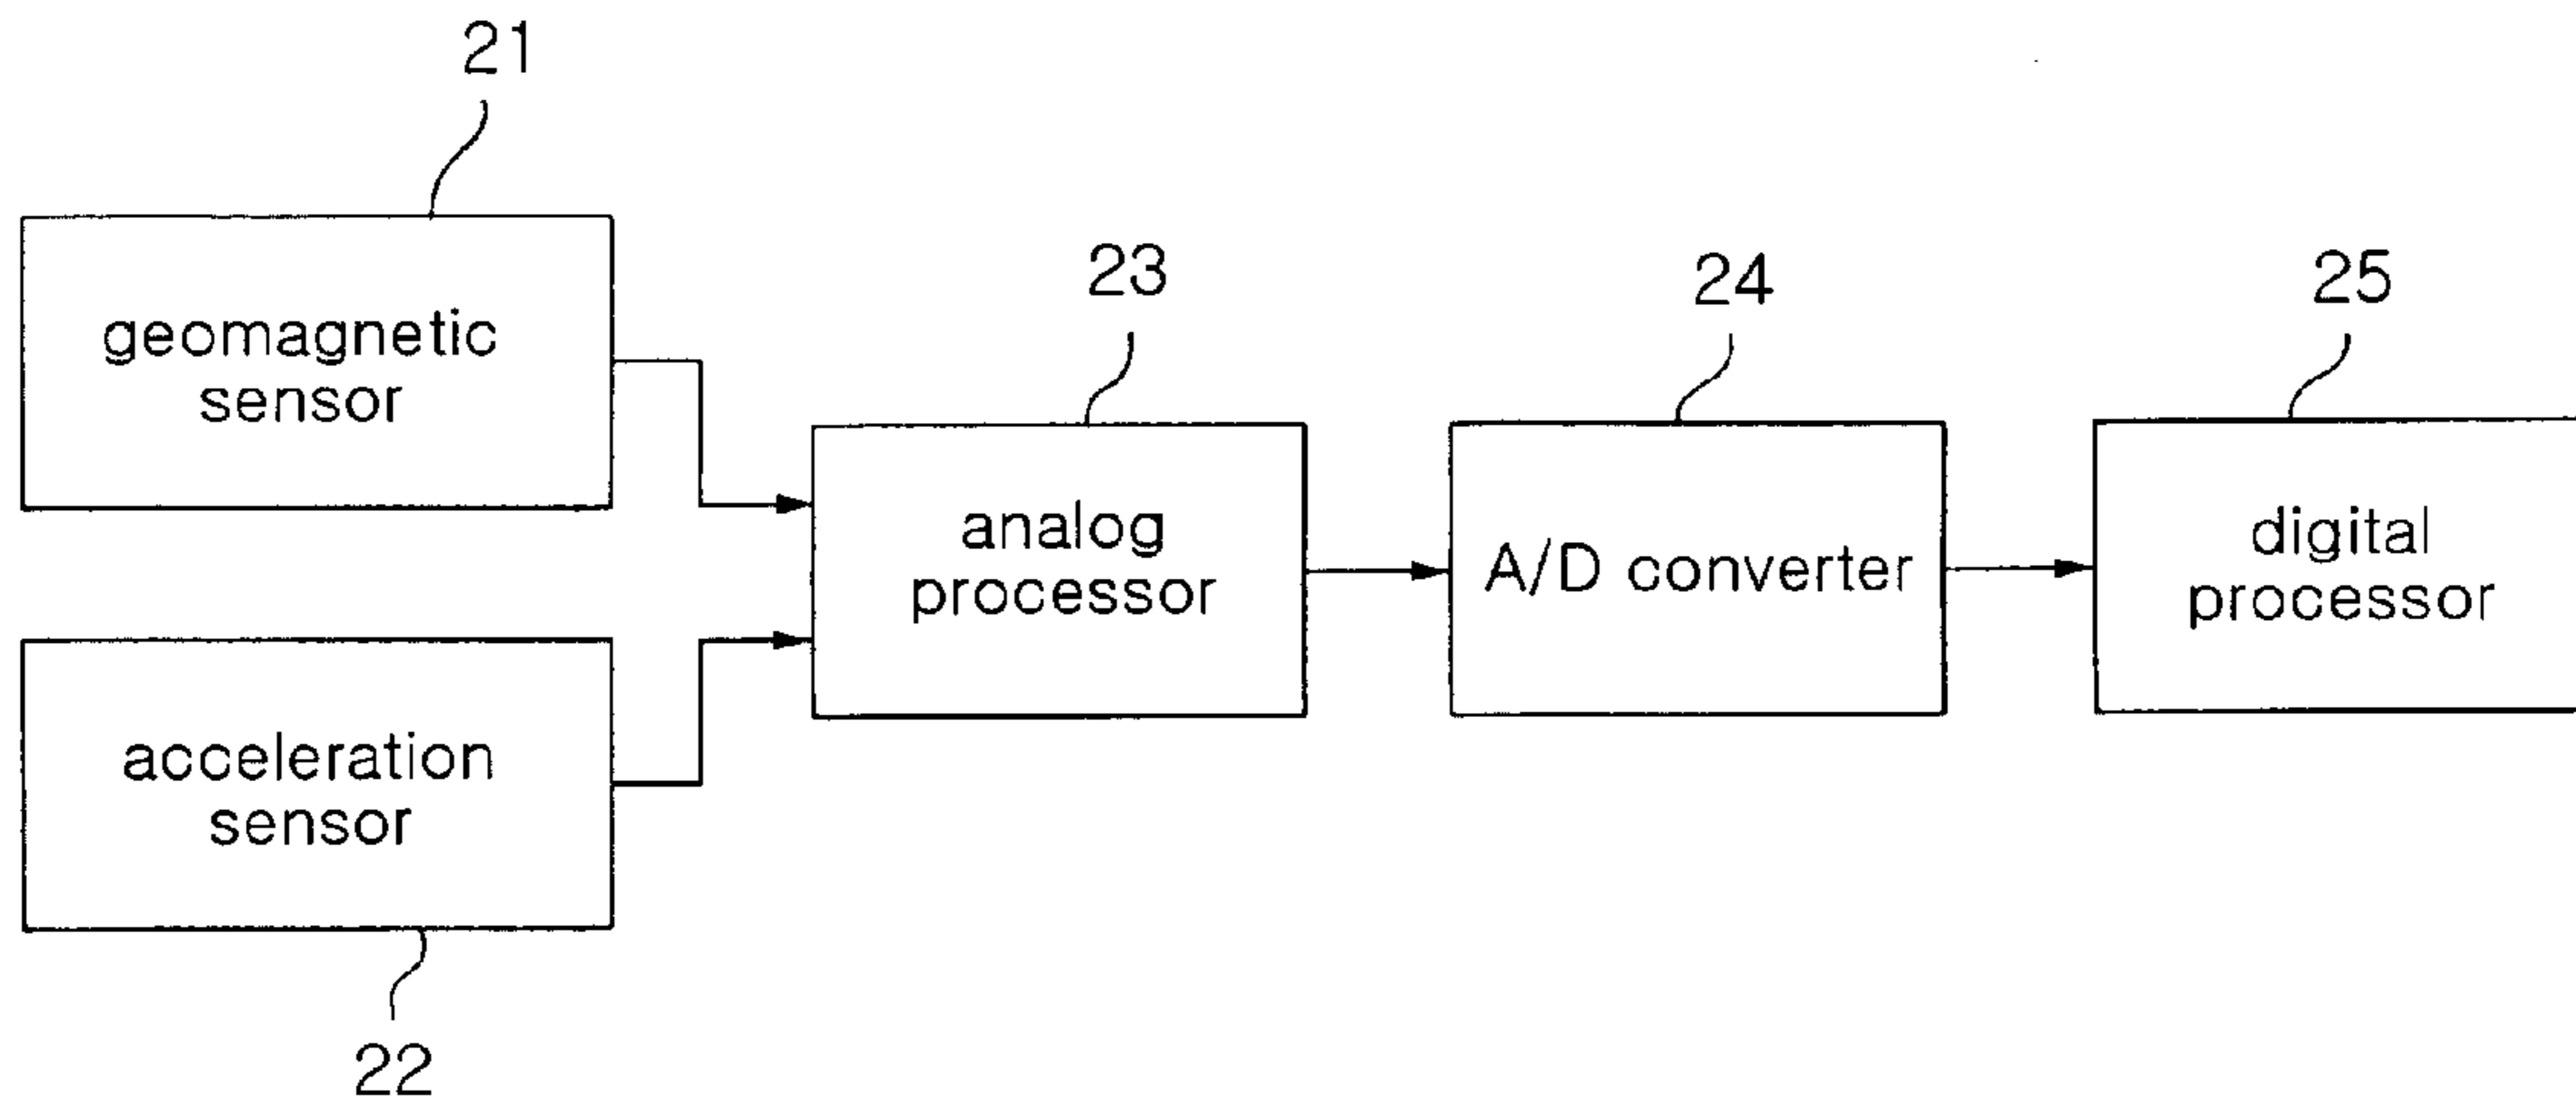 21
geomagnetic
sensor
23
analog
processor
24
A/D converter
25
digital
processor
acceleration
sensor
22